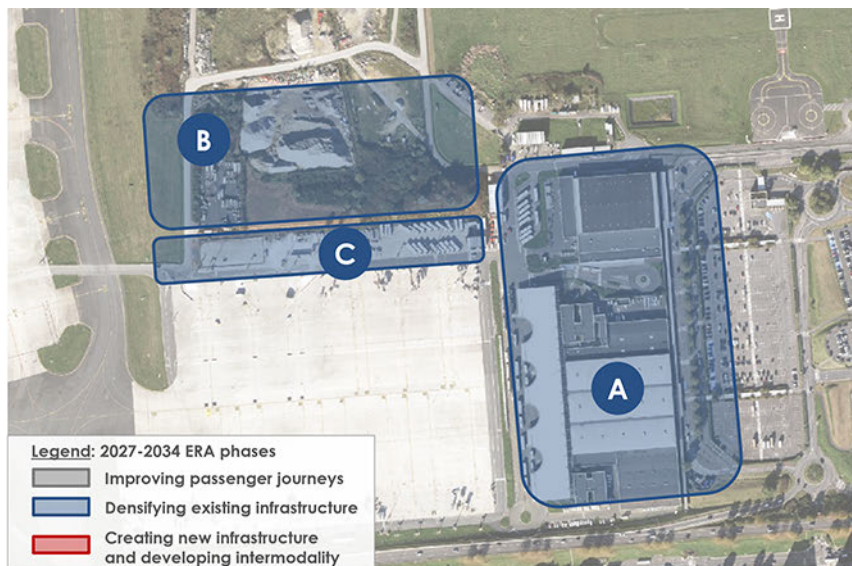 H
B
C
A
Legend: 2027-2034 ERA phases
Improving passenger journeys
Densifying existing infrastructure
Creating new infrastructure
and developing intermodality